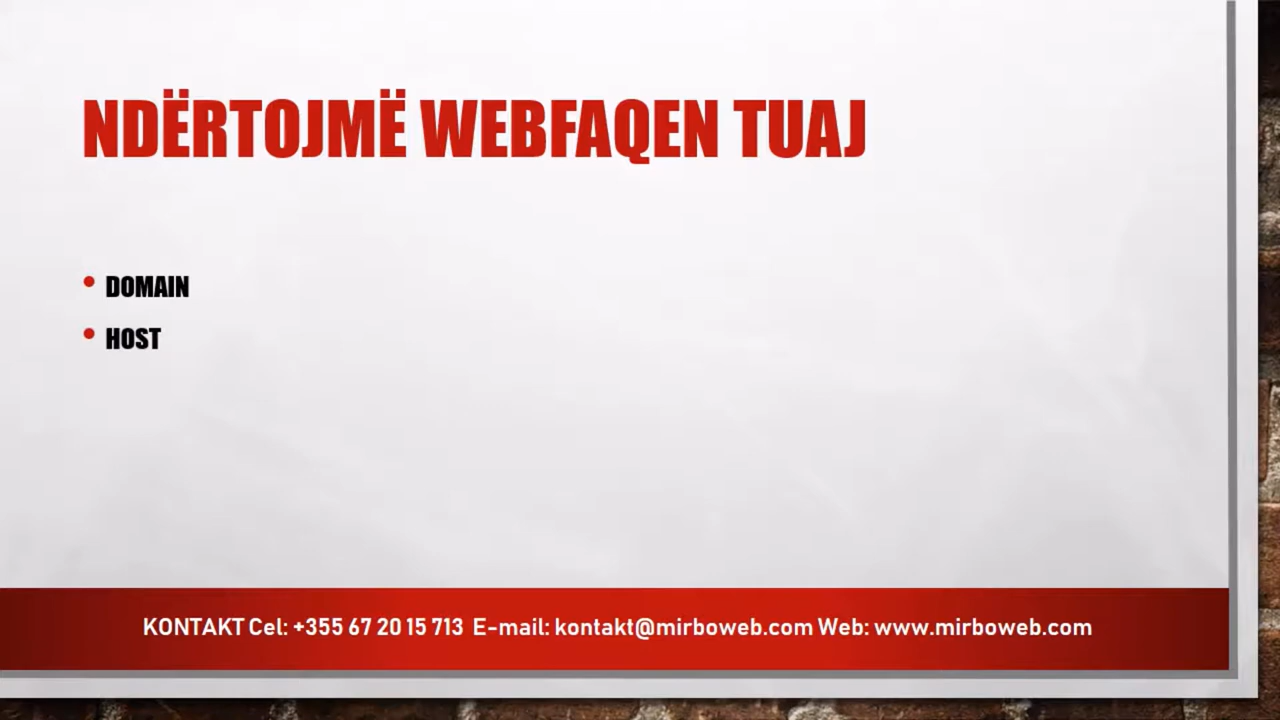 NDËRTOJMË WEBFAQEN TUAJ
• DOMAIN
• HOST
KONTAKT Cel: +355 67 20 15 713 E-mail: kontakt@mirboweb.com Web: www.mirboweb.com